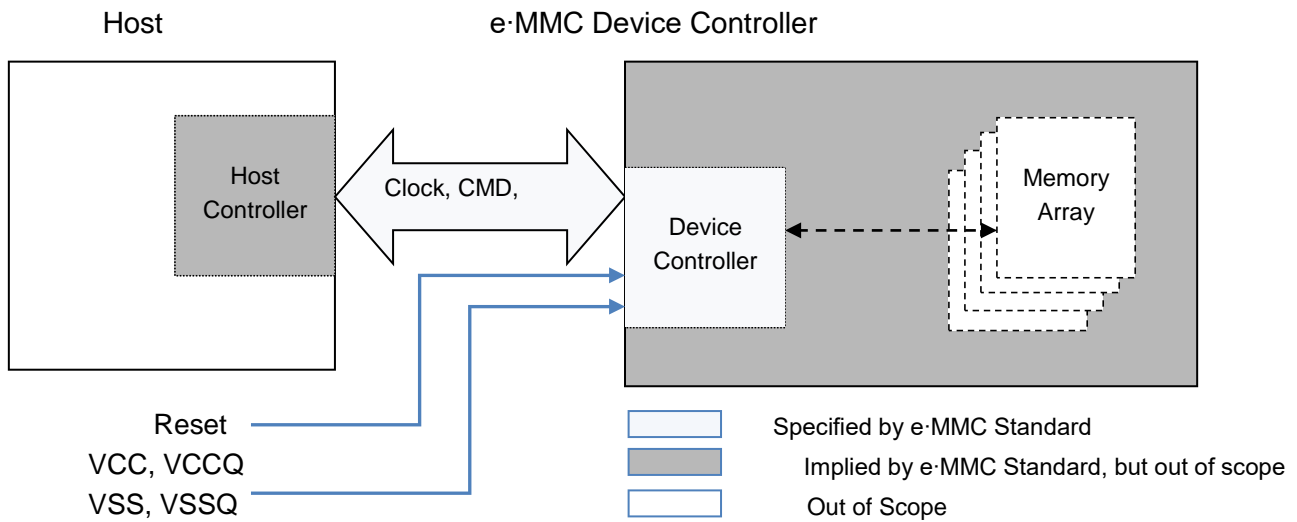 Host
e·MMC Device Controller
Host
Controller
Clock, CMD,
Device
Controller
Memory
Array
Reset
VCC, VCCQ
VSS, VSSQ
Specified by e·MMC Standard
Implied by e·MMC Standard, but out of scope
Out of Scope